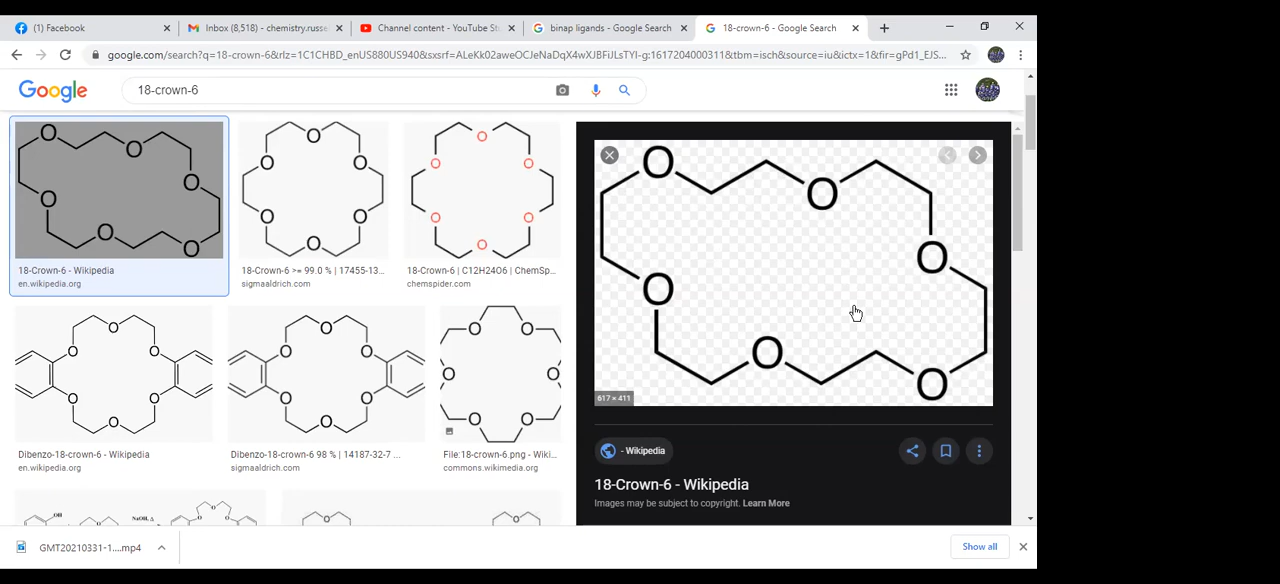 (1) Facebook
Inbox (8,518) - chemistry.russe
Channel content - YouTube St
binap ligands - Google Search
18-crown-6 - Google Search
google.com/search?q=18-crown-6&rlz=1C1CHBD_enUS880US940&sxsrf=ALeKk02aweOCJeNaDqX4wXJBFiJLsTYI-g:1617204000311&tbm=isch&source=iu&ictx=1&fir=gPd1_EJS...
Google
18-crown-6
O O O O O O
18-Crown-6 - Wikipedia
en.wikipedia.org
O O O O O O
18-Crown-6 >= 99.0 % | 17455-13...
sigmaaldrich.com
O O O O O O
18-Crown-6 | C12H24O6 | ChemSp...
chemspider.com
O O O O O O
Dibenzo-18-crown-6 - Wikipedia
en.wikipedia.org
O O O O O O
Dibenzo-18-crown-6 98 % | 14187-32-7 ...
sigmaaldrich.com
O O O O O O
File:18-crown-6.png - Wiki...
commons.wikimedia.org
OH
NaOH, Δ
O O O O O O
617 × 411
- Wikipedia
18-Crown-6 - Wikipedia
Images may be subject to copyright. Learn More
GMT20210331-1....mp4
Show all